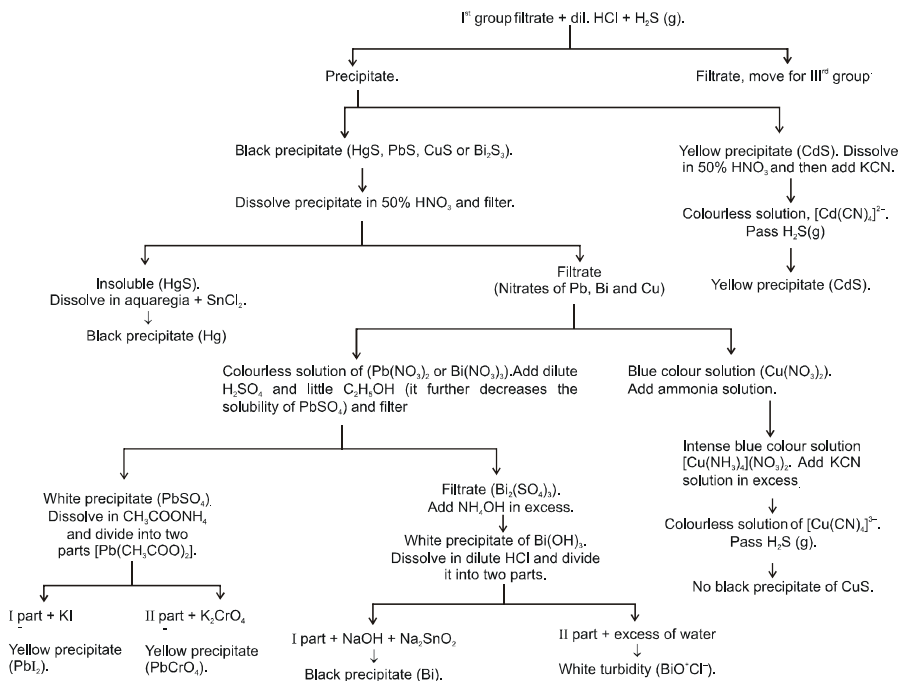 Iˢᵗ group filtrate + dil. HCl + H₂S (g).
Precipitate.
Filtrate, move for IIIʳᵈ group
Black precipitate (HgS, PbS, CuS or Bi₂S₃).
Yellow precipitate (CdS). Dissolve
in 50% HNO₃ and then add KCN.
Dissolve precipitate in 50% HNO₃ and filter.
Colourless solution, [Cd(CN)₄]²⁻.
Pass H₂S(g)
Yellow precipitate (CdS).
Insoluble (HgS).
Dissolve in aquaregia + SnCl₂.
↓
Black precipitate (Hg)
Filtrate
(Nitrates of Pb, Bi and Cu)
Colourless solution of (Pb(NO₃)₂ or Bi(NO₃)₃).Add dilute
H₂SO₄ and little C₂H₅OH (it further decreases the
solubility of PbSO₄) and filter
Blue colour solution (Cu(NO₃)₂).
Add ammonia solution.
Intense blue colour solution
[Cu(NH₃)₄](NO₃)₂. Add KCN
solution in excess
Colourless solution of [Cu(CN)₄]³⁻.
Pass H₂S (g).
No black precipitate of CuS.
White precipitate (PbSO₄)
Dissolve in CH₃COONH₄
and divide into two
parts [Pb(CH₃COO)₂].
Filtrate (Bi₂(SO₄)₃).
Add NH₄OH in excess.
White precipitate of Bi(OH)₃.
Dissolve in dilute HCl and divide
it into two parts.
I part + KI
Yellow precipitate
(PbI₂).
II part + K₂CrO₄
Yellow precipitate
(PbCrO₄).
I part + NaOH + Na₂SnO₂
↓
Black precipitate (Bi).
II part + excess of water
↓
White turbidity (BiO⁺Cl⁻).